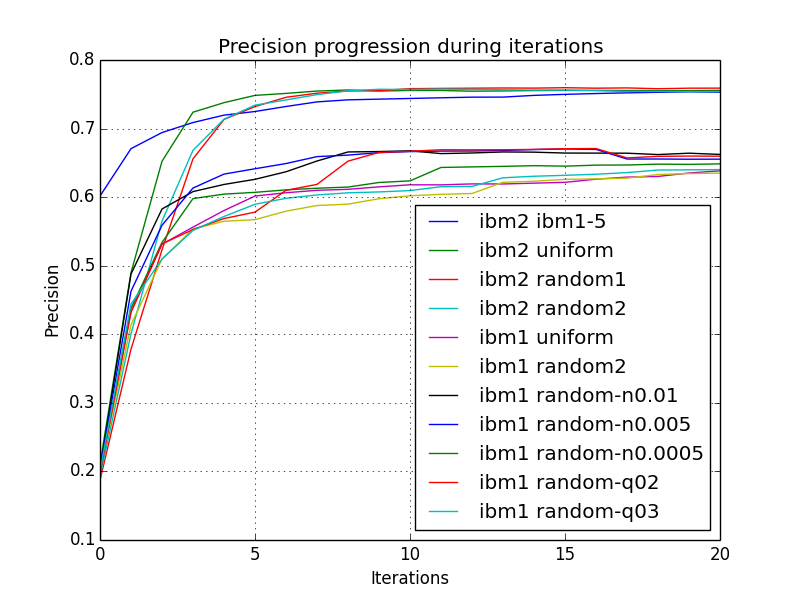 Precision progression during iterations
0.8
0.7
0.6
0.5
0.4
0.3
0.2
0.1
Precision
ibm2 ibm1-5
ibm2 uniform
ibm2 random1
ibm2 random2
ibm1 uniform
ibm1 random2
ibm1 random-n0.01
ibm1 random-n0.005
ibm1 random-n0.0005
ibm1 random-q02
ibm1 random-q03
0 5 10 15 20
Iterations